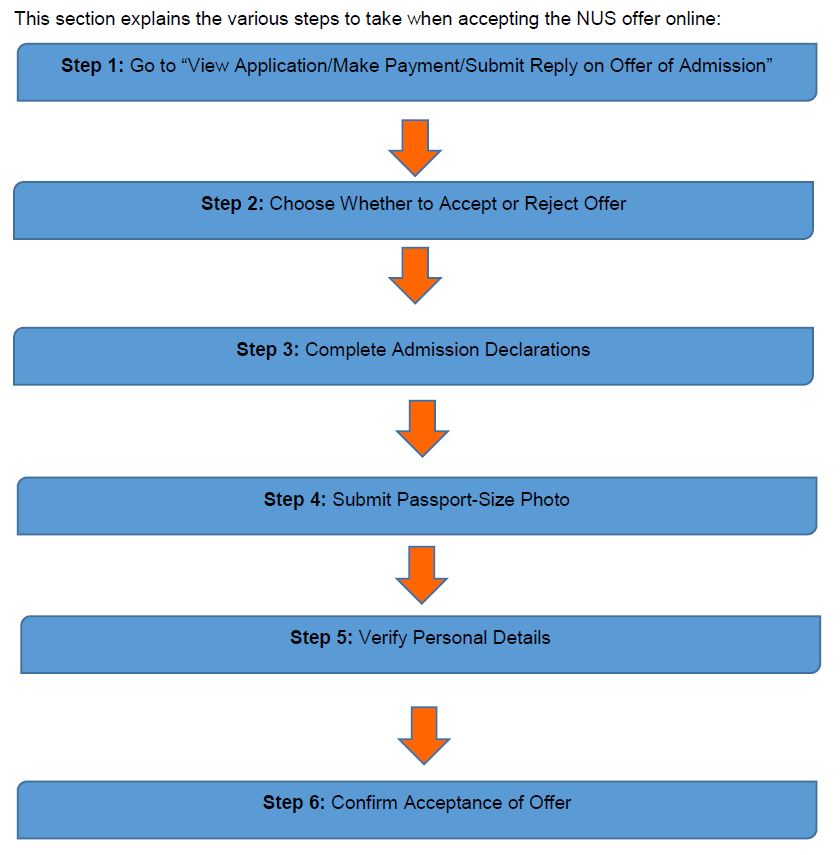 This section explains the various steps to take when accepting the NUS offer online:
Step 1: Go to “View Application/Make Payment/Submit Reply on Offer of Admission”
Step 2: Choose Whether to Accept or Reject Offer
Step 3: Complete Admission Declarations
Step 4: Submit Passport-Size Photo
Step 5: Verify Personal Details
Step 6: Confirm Acceptance of Offer